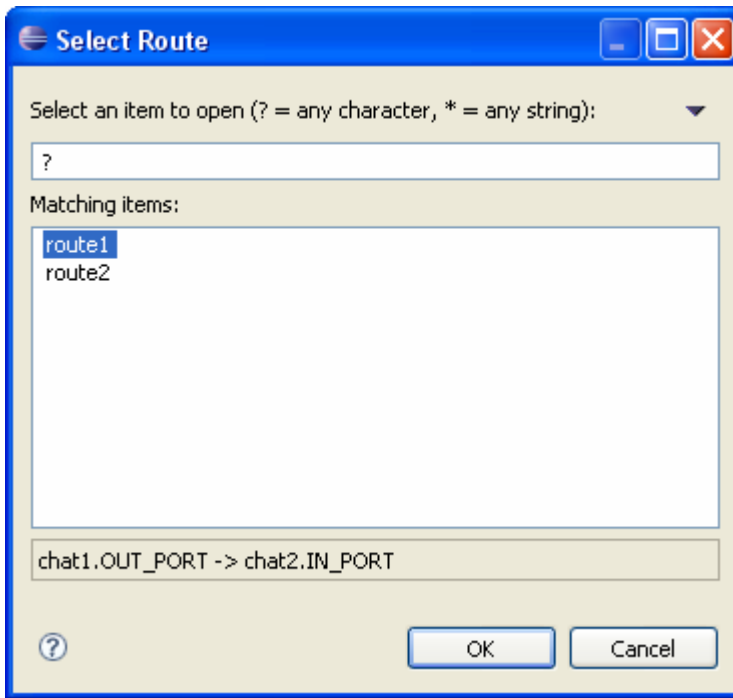 Select Route
Select an item to open (? = any character, * = any string):
?
Matching items:
route1
route2
chat1.OUT_PORT -> chat2.IN_PORT
?
OK Cancel